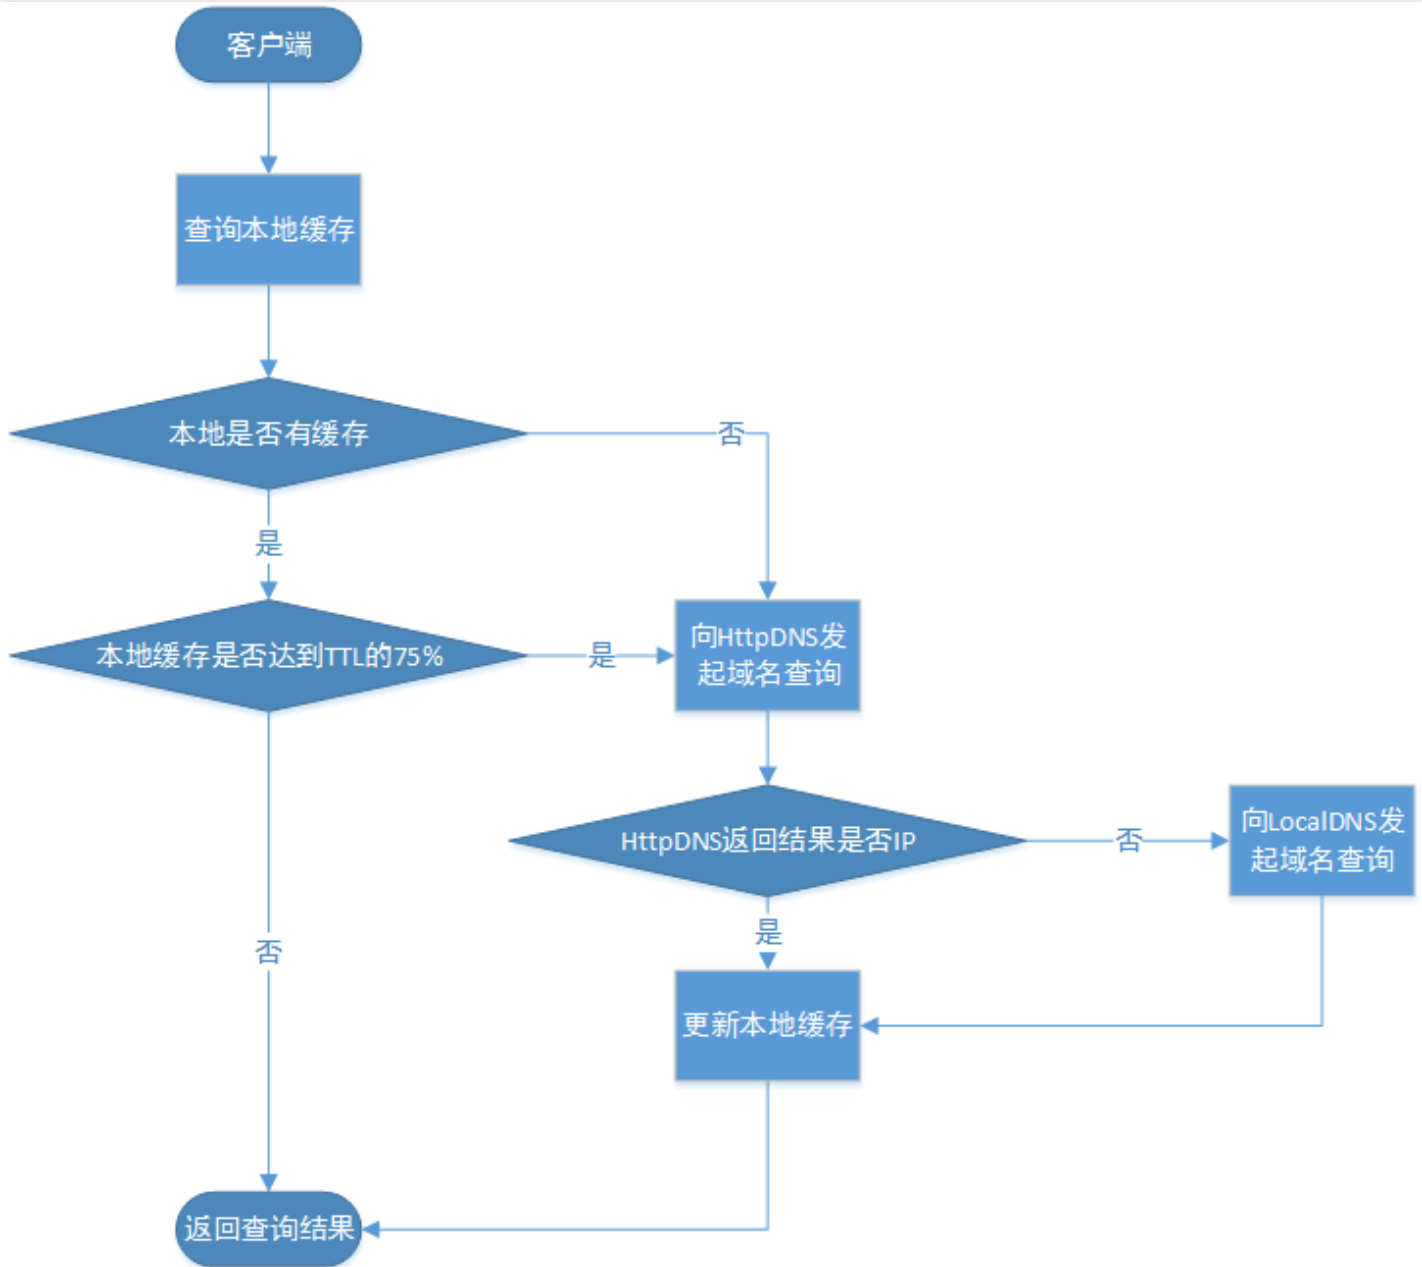 客户端
查询本地缓存
本地是否有缓存
否
是
本地缓存是否达到TTL的75%
是
向HttpDNS发
起域名查询
HttpDNS返回结果是否IP
否
向LocalDNS发
起域名查询
是
否
更新本地缓存
返回查询结果